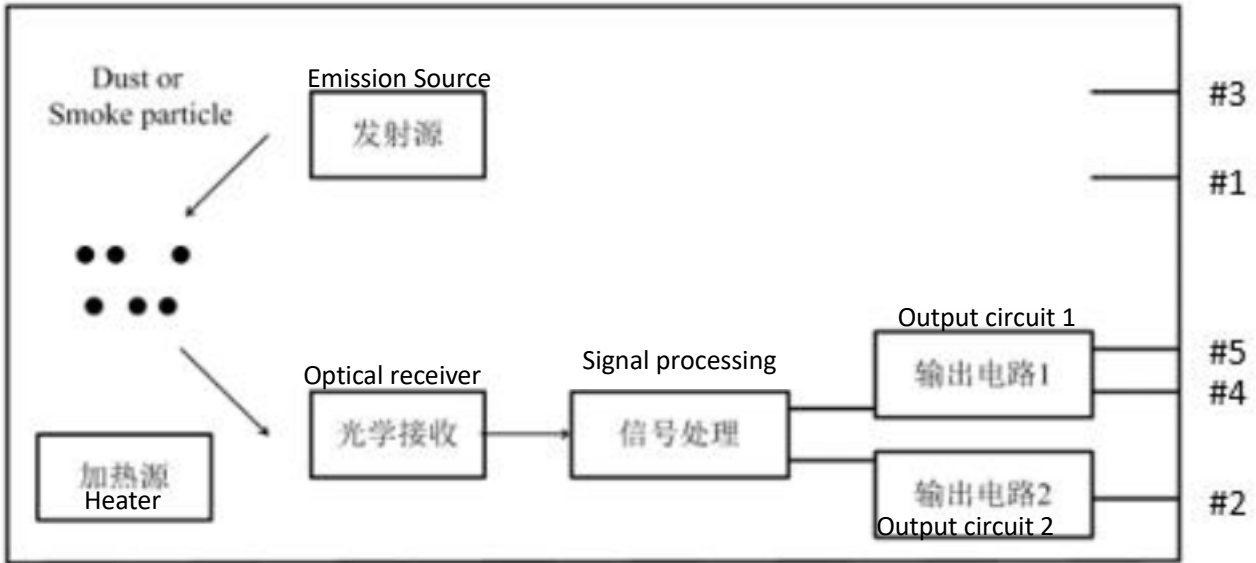 Dust or
Smoke particle
Emission Source
发射源
#3
#1
Output circuit 1
输出电路1
#5
#4
Optical receiver
光学接收
Signal processing
信号处理
加热源
Heater
输出电路2
Output circuit 2
#2